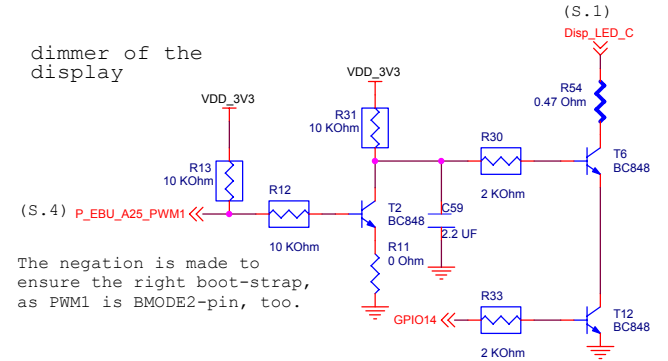 (S.1)
Disp_LED_C
dimmer of the
display
R54
0.47 Ohm
VDD_3V3
VDD_3V3
R31
10 KOhm
R30
T6
BC848
R13
10 KOhm
R12
2 KOhm
(S.4) P_EBU_A25_PWM1
T2
BC848
C59
2.2 UF
10 KOhm
R11
0 Ohm
The negation is made to
ensure the right boot-strap,
as PWM1 is BMODE2-pin, too.
R33
T12
BC848
GPIO14
2 KOhm